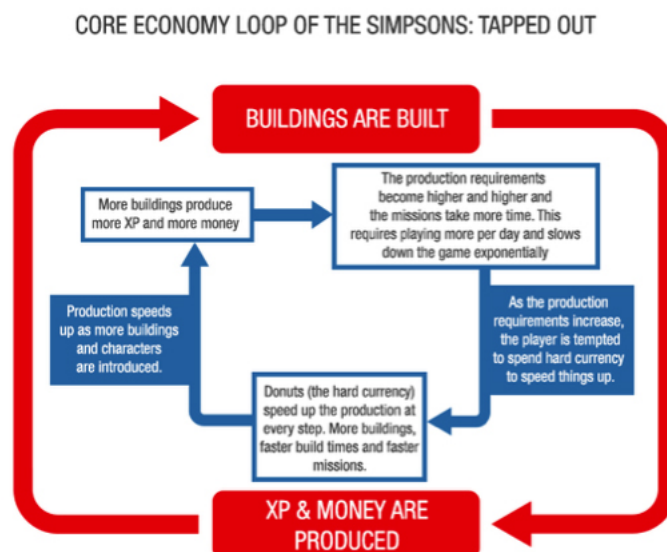 CORE ECONOMY LOOP OF THE SIMPSONS: TAPPED OUT
BUILDINGS ARE BUILT
More buildings produce
more XP and more money
The production requirements
become higher and higher and
the missions take more time. This
requires playing more per day and slows
down the game exponentially
Production speeds
up as more buildings
and characters
are introduced.
As the production
requirements increase,
the player is tempted
to spend hard currency
to speed things up.
Donuts (the hard currency)
speed up the production at
every step. More buildings,
faster build times and faster
missions.
XP & MONEY ARE
PRODUCED